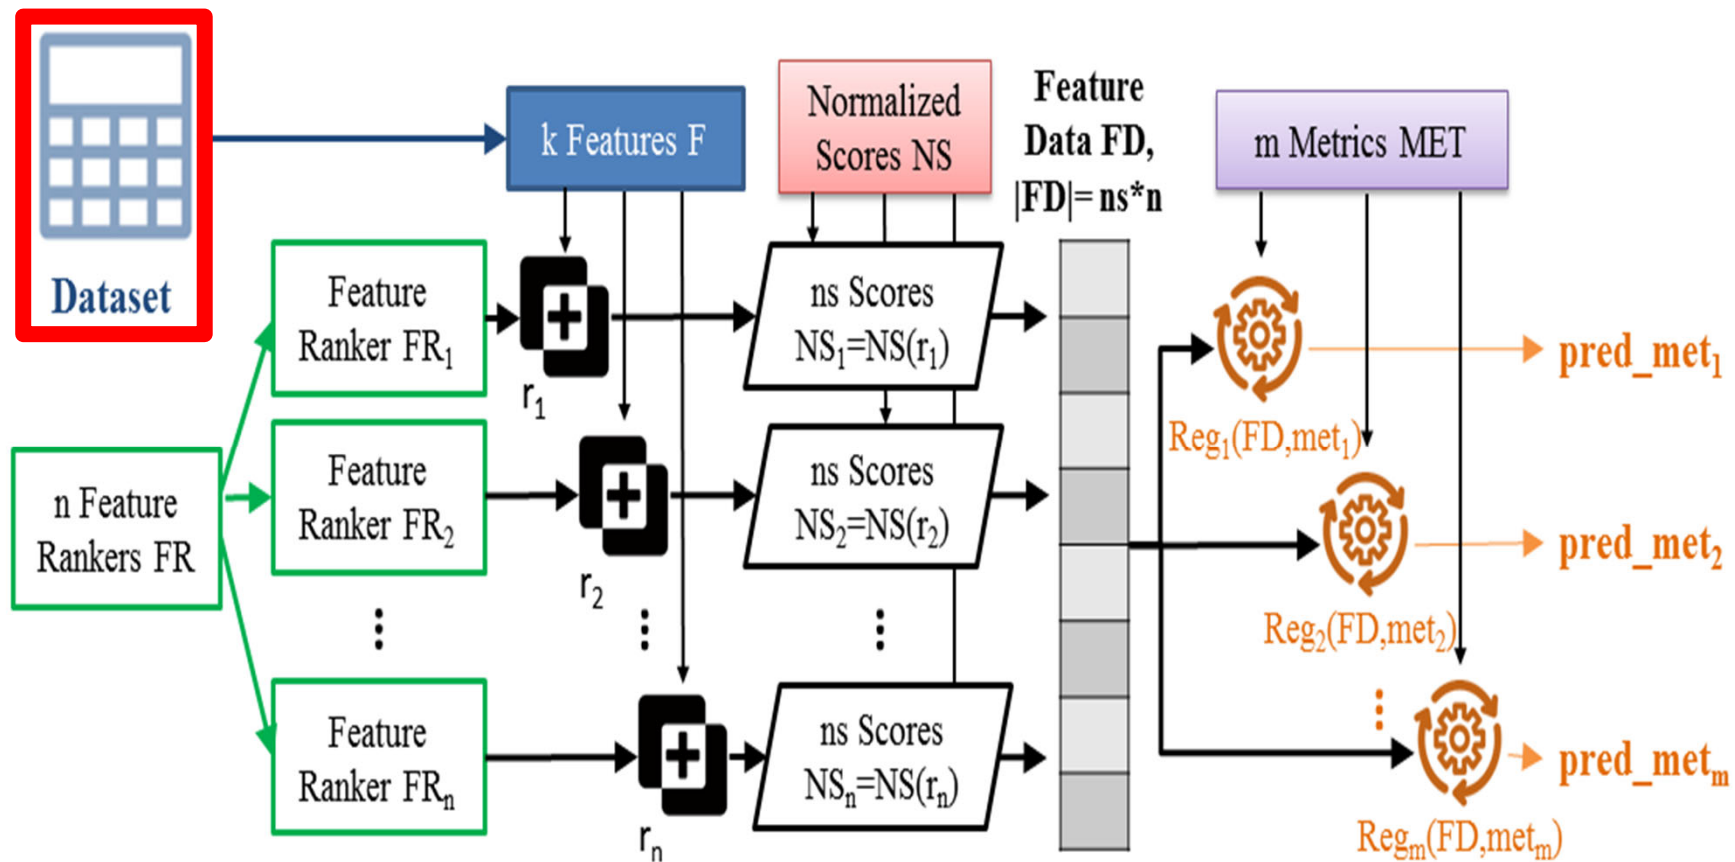 Dataset
k Features F
Normalized
Scores NS
Feature
Data FD,
|FD|= ns*n
m Metrics MET
n Feature
Rankers FR
Feature
Ranker FR₁
r₁
ns Scores
NS₁=NS(r₁)
Reg₁(FD,met₁)
pred_met₁
Feature
Ranker FR₂
r₂
ns Scores
NS₂=NS(r₂)
Reg₂(FD,met₂)
pred_met₂
Feature
Ranker FRₙ
rₙ
ns Scores
NSₙ=NS(rₙ)
Regₘ(FD,metₘ)
pred_metₘ